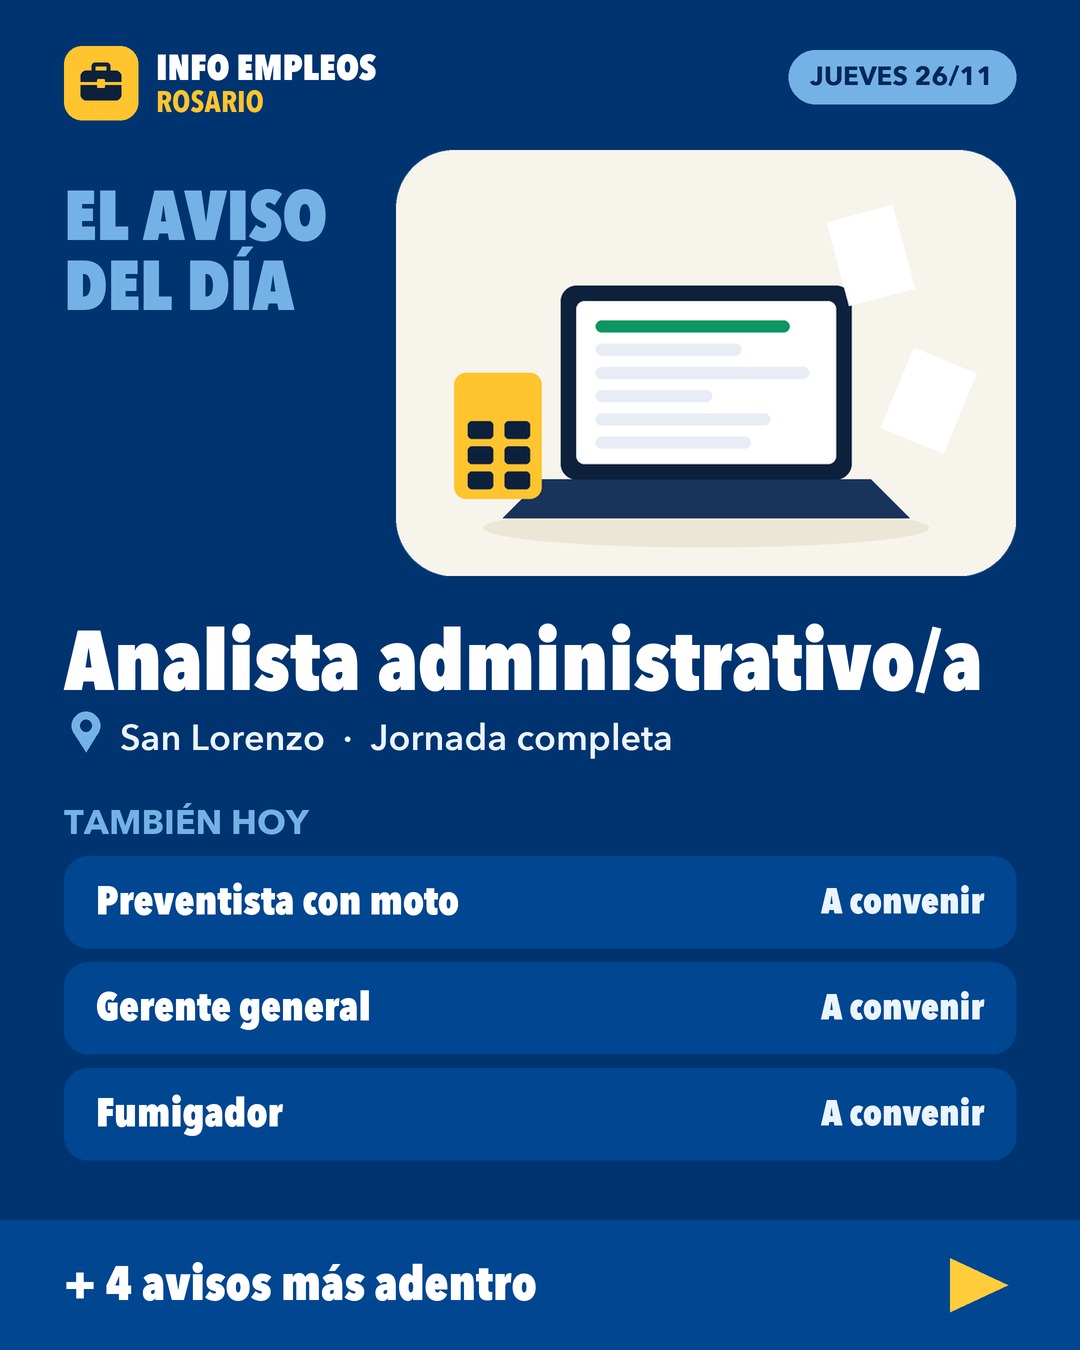 INFO EMPLEOS
ROSARIO
JUEVES 26/11
EL AVISO
DEL DÍA
Analista administrativo/a
San Lorenzo · Jornada completa
TAMBIÉN HOY
Preventista con moto
A convenir
Gerente general
A convenir
Fumigador
A convenir
+ 4 avisos más adentro